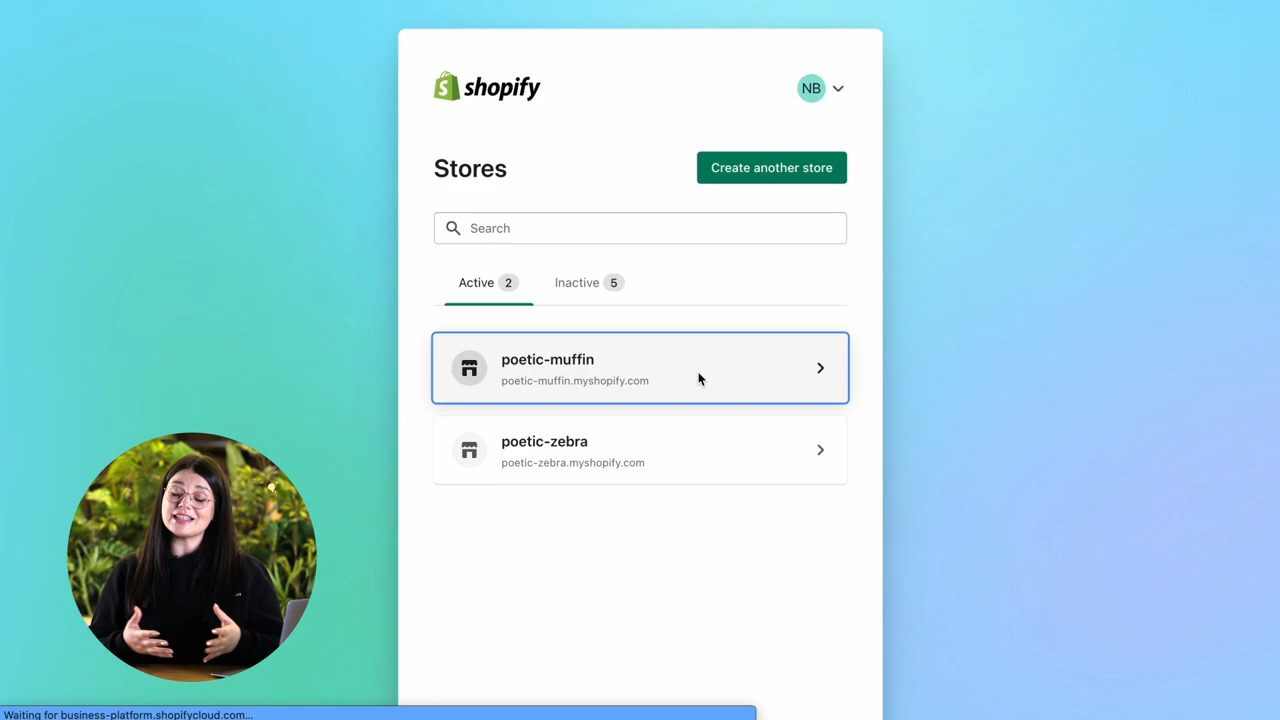 shopify
NB
Stores
Create another store
Search
Active 2
Inactive 5
poetic-muffin
poetic-muffin.myshopify.com
poetic-zebra
poetic-zebra.myshopify.com
Waiting for business-platform.shopifycloud.com...